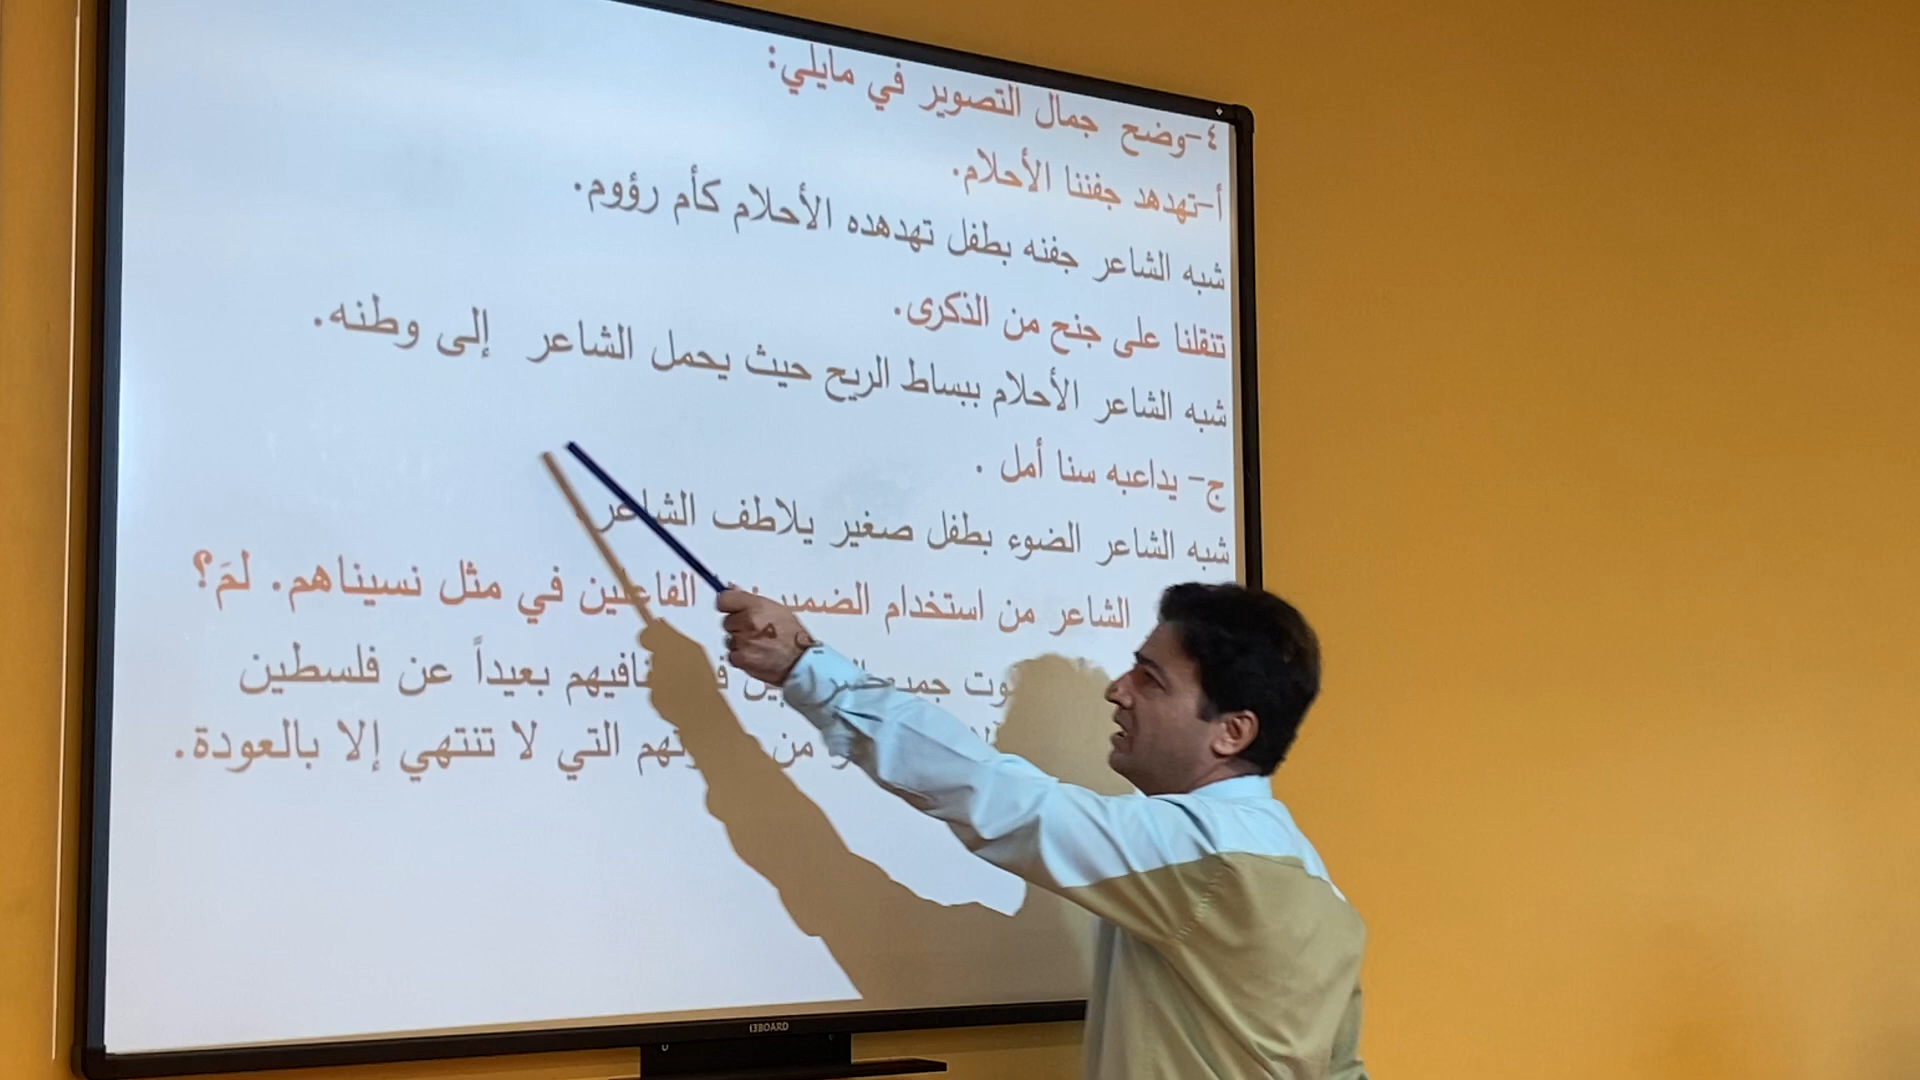 ٤-وضح جمال التصوير في مايلي:
أ-تهدهد جفننا الأحلام.
شبه الشاعر جفنه بطفل تهدهده الأحلام كأم رؤوم.
تنقلنا على جنح من الذكرى.
شبه الشاعر الأحلام ببساط الريح حيث يحمل الشاعر إلى وطنه.
ج- يداعبه سنا أمل .
شبه الشاعر الضوء بطفل صغير يلاطف الشاعر
الشاعر من استخدام الضمير الفاعلين في مثل نسيناهم. لمَ؟
بعيداً عن فلسطين
من التي لا تنتهي إلا بالعودة.
i3BOARD